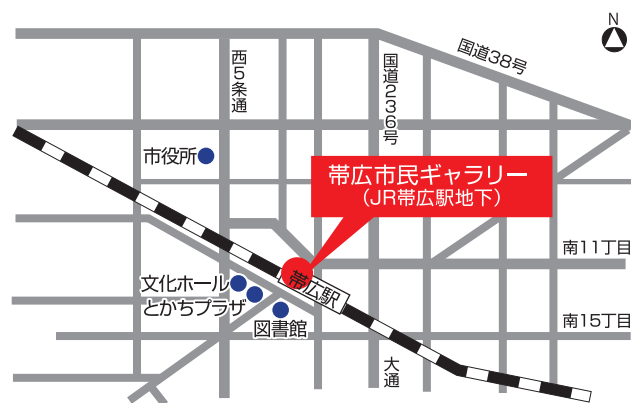 N
国道38号
西5条通
国道236号
市役所
帯広市民ギャラリー
（JR帯広駅地下）
南11丁目
帯広駅
文化ホール
とかちプラザ
図書館
南15丁目
大通